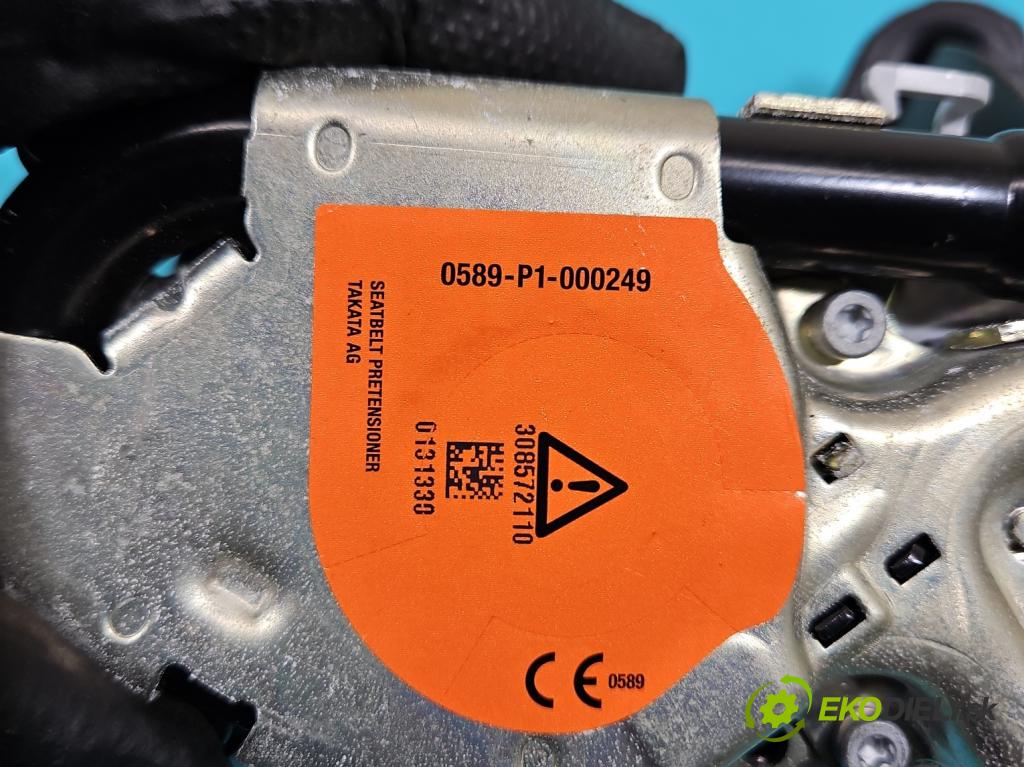 0589-P1-000249
SEATBELT PRETENSIONER
TAKATA AG
308572110
0131330
CE 0589
EKODIELY.sk